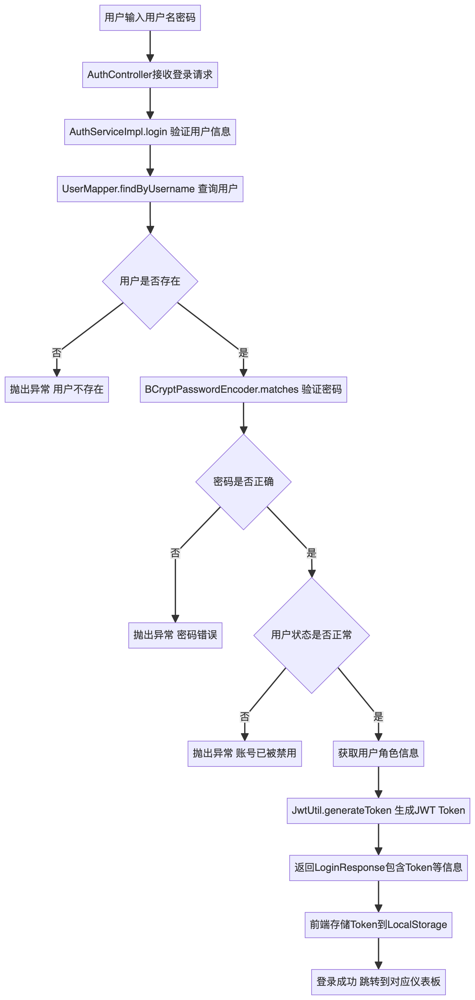 用户输入用户名密码
AuthController接收登录请求
AuthServiceImpl.login 验证用户信息
UserMapper.findByUsername 查询用户
用户是否存在
否
是
抛出异常 用户不存在
BCryptPasswordEncoder.matches 验证密码
密码是否正确
否
是
抛出异常 密码错误
用户状态是否正常
否
是
抛出异常 账号已被禁用
获取用户角色信息
JwtUtil.generateToken 生成JWT Token
返回LoginResponse包含Token等信息
前端存储Token到LocalStorage
登录成功 跳转到对应仪表板